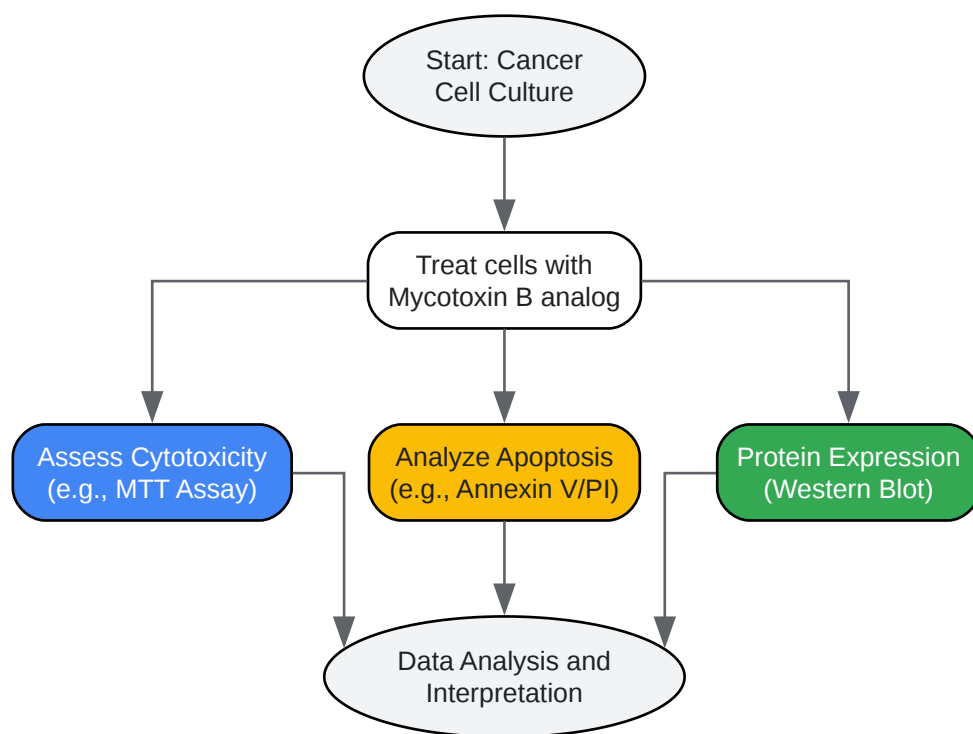 Start: Cancer
Cell Culture
Treat cells with
Mycotoxin B analog
Assess Cytotoxicity
(e.g., MTT Assay)
Analyze Apoptosis
(e.g., Annexin V/PI)
Protein Expression
(Western Blot)
Data Analysis and
Interpretation